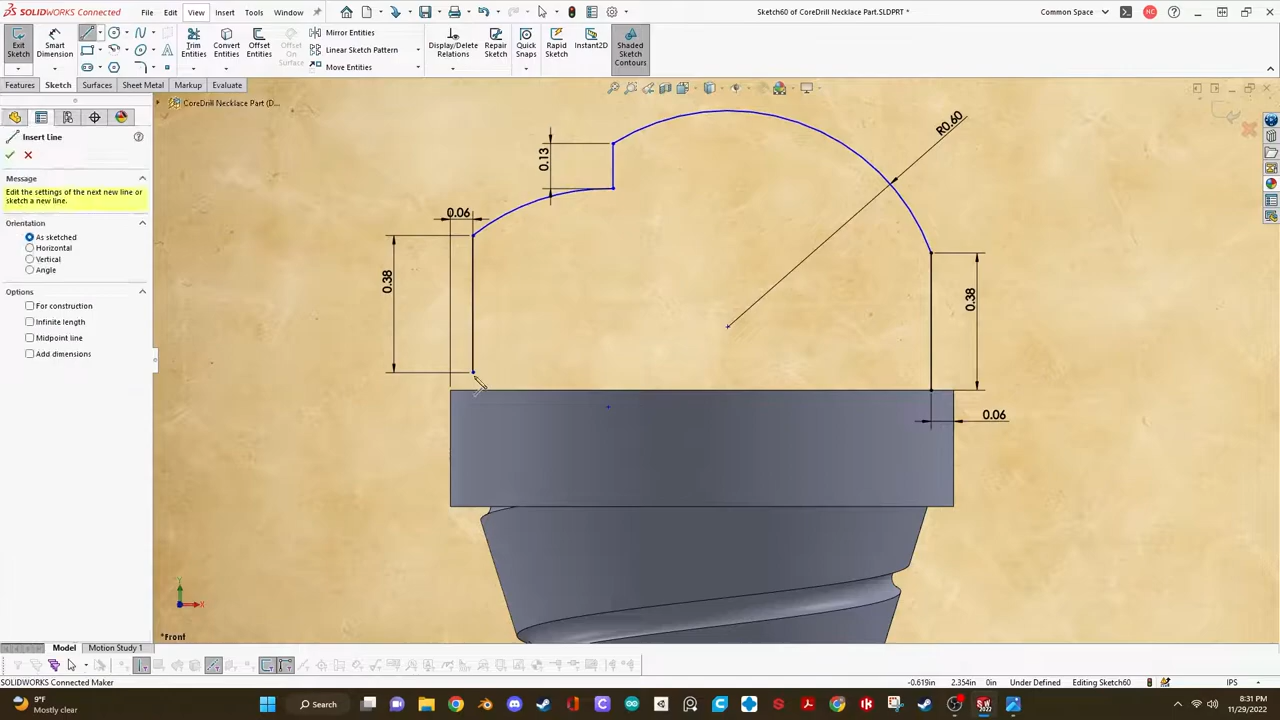 SOLIDWORKS Connected
File
Edit
View
Insert
Tools
Window
Sketch60 of CoreDrill Necklace Part.SLDPRT *
Common Space
Exit Sketch
Smart Dimension
Trim Entities
Convert Entities
Offset Entities
Offset On Surface
Mirror Entities
Linear Sketch Pattern
Move Entities
Display/Delete Relations
Repair Sketch
Quick Snaps
Rapid Sketch
Instant2D
Shaded Sketch Contours
Features
Sketch
Surfaces
Sheet Metal
Markup
Evaluate
CoreDrill Necklace Part (D...
Insert Line
Message
Edit the settings of the next new line or
sketch a new line.
Orientation
As sketched
Horizontal
Vertical
Angle
Options
For construction
Infinite length
Midpoint line
Add dimensions
R0.60
0.13
0.06
0.38
0.38
0.06
Y
X
*Front
Model
Motion Study 1
SOLIDWORKS Connected Maker
-0.619in
2.354in
0in
Under Defined
Editing Sketch60
IPS
9°F
Mostly clear
Search
8:31 PM
11/29/2022